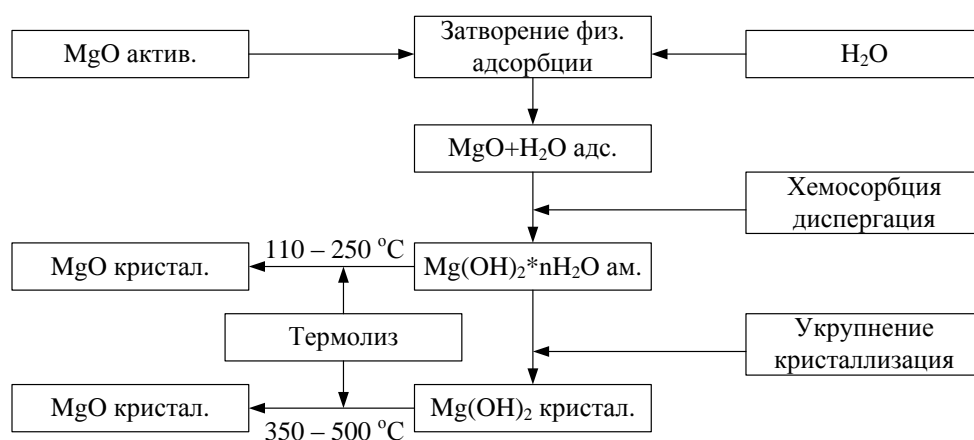 MgO актив.
Затворение физ.
адсорбции
H₂O
MgO+H₂O адс.
Хемосорбция
диспергация
MgO кристал.
110 – 250 °C
Mg(OH)₂*nH₂O ам.
Термолиз
Укрупнение
кристаллизация
MgO кристал.
350 – 500 °C
Mg(OH)₂ кристал.